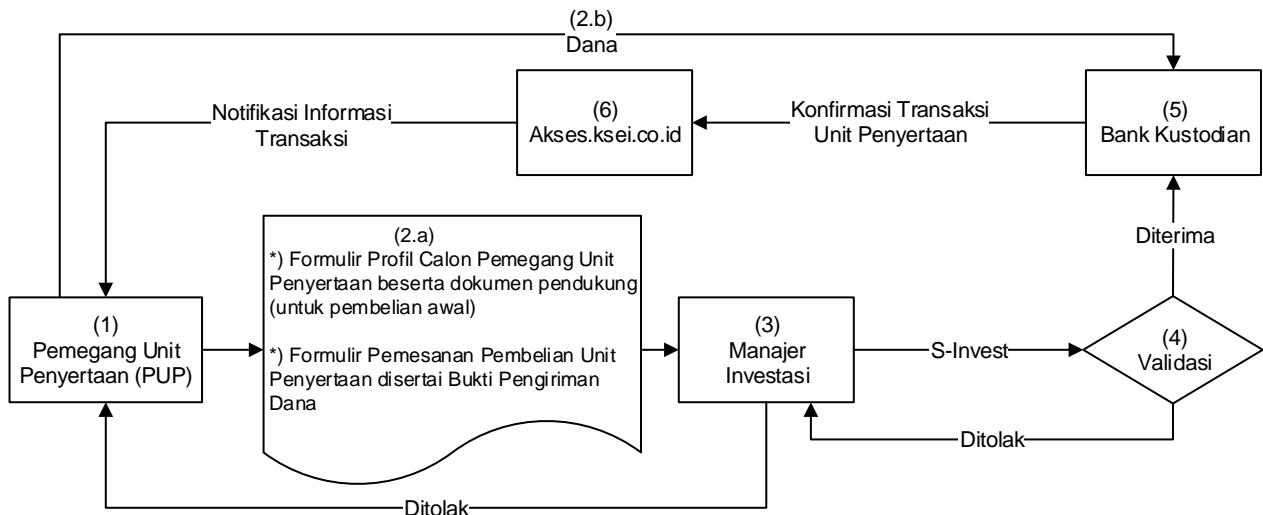 (2.b)
Dana
Notifikasi Informasi
Transaksi
(6)
Akses.ksei.co.id
Konfirmasi Transaksi
Unit Penyertaan
(5)
Bank Kustodian
(2.a)
*) Formulir Profil Calon Pemegang Unit
Penyertaan beserta dokumen pendukung
(untuk pembelian awal)
*) Formulir Pemesanan Pembelian Unit
Penyertaan disertai Bukti Pengiriman
Dana
Diterima
(1)
Pemegang Unit
Penyertaan (PUP)
(3)
Manajer
Investasi
S-Invest
(4)
Validasi
Ditolak
Ditolak